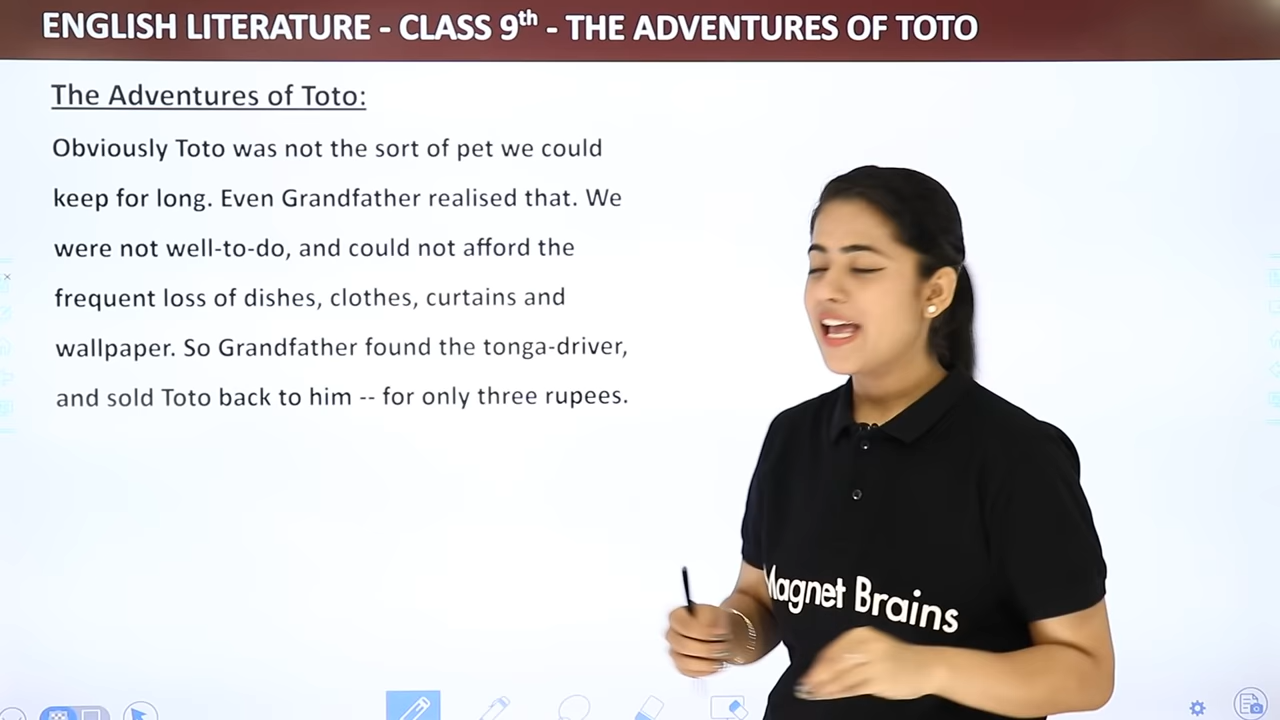 ENGLISH LITERATURE - CLASS 9th - THE ADVENTURES OF TOTO
The Adventures of Toto:
Obviously Toto was not the sort of pet we could
keep for long. Even Grandfather realised that. We
were not well-to-do, and could not afford the
frequent loss of dishes, clothes, curtains and
wallpaper. So Grandfather found the tonga-driver,
and sold Toto back to him -- for only three rupees.
Magnet Brains